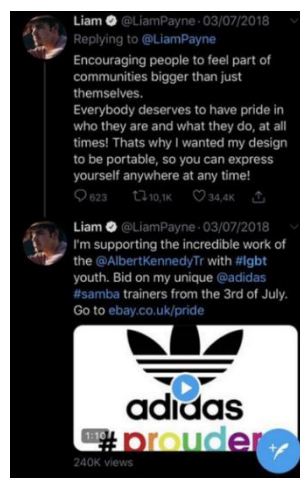 Liam @LiamPayne · 03/07/2018
Replying to @LiamPayne
Encouraging people to feel part of
communities bigger than just
themselves.
Everybody deserves to have pride in
who they are and what they do, at all
times! Thats why I wanted my design
to be portable, so you can express
yourself anywhere at any time!
623 10,1K 34,4K
Liam @LiamPayne · 03/07/2018
I'm supporting the incredible work of
the @AlbertKennedyTr with #lgbt
youth. Bid on my unique @adidas
#samba trainers from the 3rd of July.
Go to ebay.co.uk/pride
adidas
1:10
#prouder
240K views